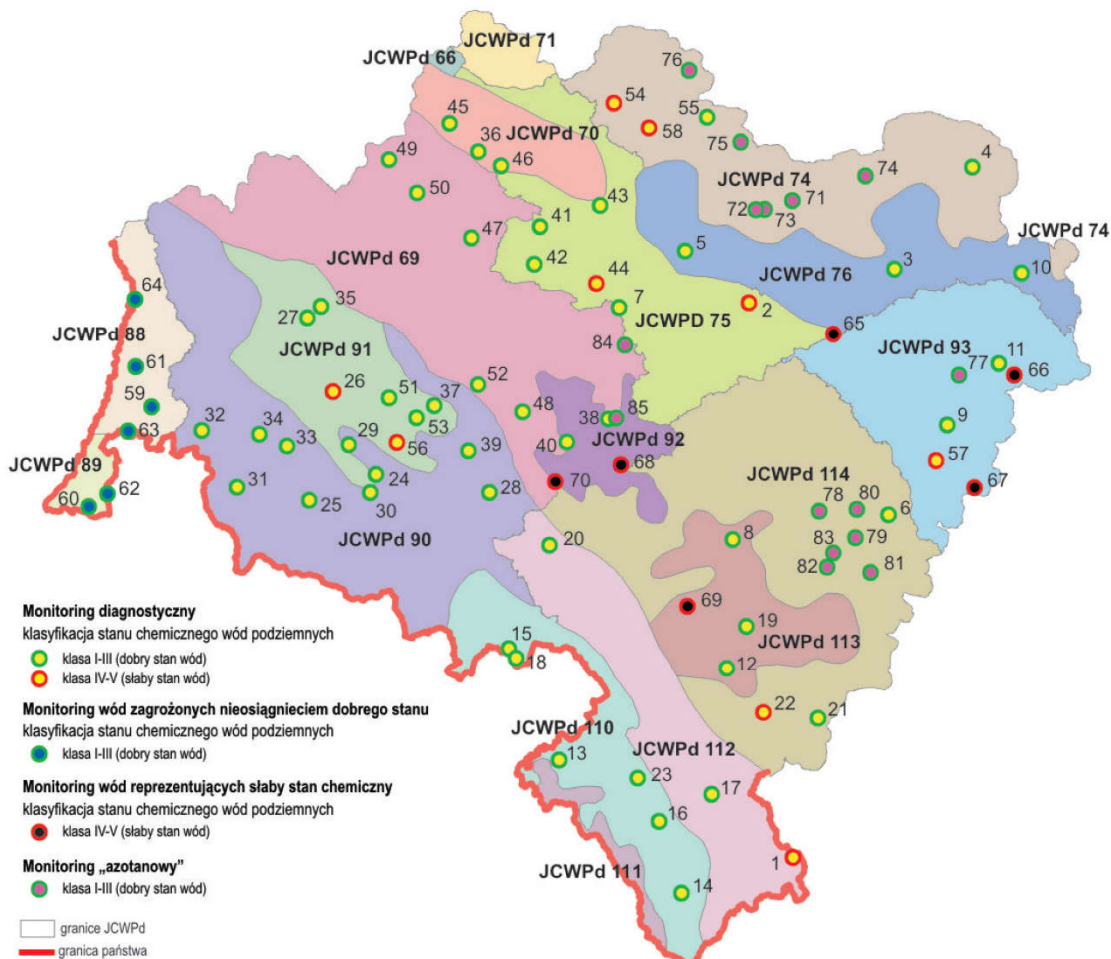 JCWPd 71
JCWPd 66
76
54
45
55
58
36
JCWPd 70
75
49
46
4
74
50
JCWPd 74
71
43
72
73
41
47
5
JCWPd 74
JCWPd 69
42
3
10
JCWPd 76
44
64
35
7
2
27
JCWPD 75
65
JCWPd 88
84
JCWPd 93
61
JCWPd 91
11
77
66
52
26
51
37
59
48
85
32
34
53
38
9
63
33
29
JCWPd 92
56
39
40
57
JCWPd 89
68
24
JCWPd 114
70
67
62
31
28
78
80
60
25
30
6
JCWPd 90
8
79
20
83
82
81
69
Monitoring diagnostyczny
klasyfikacja stanu chemicznego wód podziemnych
klasa I-III (dobry stan wód)
klasa IV-V (słaby stan wód)
15
18
19
JCWPd 113
12
Monitoring wód zagrożonych nieosiągnieciem dobrego stanu
klasyfikacja stanu chemicznego wód podziemnych
klasa I-III (dobry stan wód)
22
21
JCWPd 110
13
JCWPd 112
23
17
16
Monitoring wód reprezentujących słaby stan chemiczny
klasyfikacja stanu chemicznego wód podziemnych
klasa IV-V (słaby stan wód)
1
JCWPd 111
14
Monitoring „azotanowy”
klasa I-III (dobry stan wód)
granice JCWPd
granica państwa